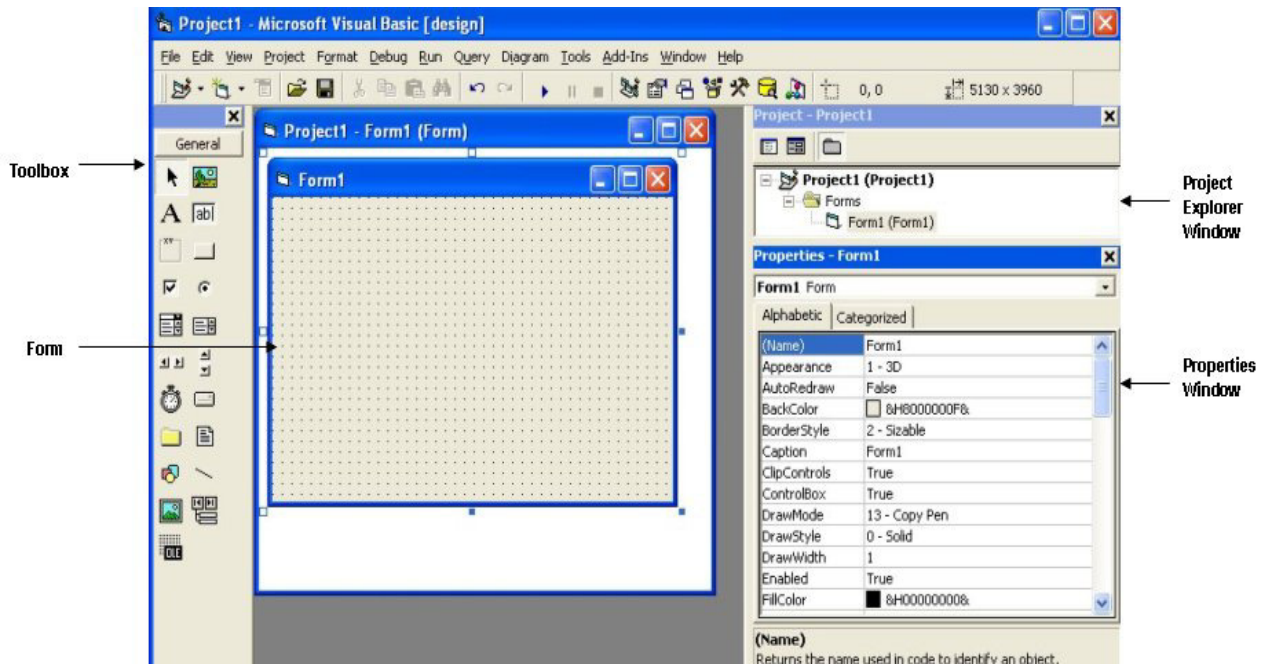 Project1 - Microsoft Visual Basic [design]
File Edit View Project Format Debug Run Query Diagram Tools Add-Ins Window Help
0, 0
5130 x 3960
General
Toolbox
A
ab
XY
OLE
Form
Project1 - Form1 (Form)
Form1
Project - Project1
Project1 (Project1)
Forms
Form1 (Form1)
Project
Explorer
Window
Properties - Form1
Form1 Form
Alphabetic Categorized
(Name) Form1
Appearance 1 - 3D
AutoRedraw False
BackColor &H8000000F&
BorderStyle 2 - Sizable
Caption Form1
ClipControls True
ControlBox True
DrawMode 13 - Copy Pen
DrawStyle 0 - Solid
DrawWidth 1
Enabled True
FillColor &H00000000&
Properties
Window
(Name)
Returns the name used in code to identify an object.